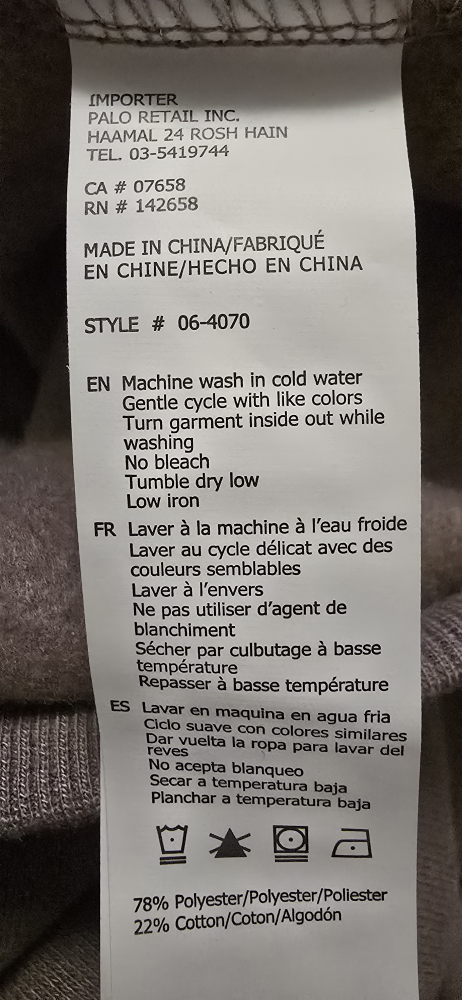 IMPORTER
PALO RETAIL INC.
HAAMAL 24 ROSH HAIN
TEL. 03-5419744
CA # 07658
RN # 142658
MADE IN CHINA/FABRIQUÉ
EN CHINE/HECHO EN CHINA
STYLE # 06-4070
EN Machine wash in cold water
Gentle cycle with like colors
Turn garment inside out while
washing
No bleach
Tumble dry low
Low iron
FR Laver à la machine à l'eau froide
Laver au cycle délicat avec des
couleurs semblables
Laver à l'envers
Ne pas utiliser d'agent de
blanchiment
Sécher par culbutage à basse
température
Repasser à basse température
ES Lavar en maquina en agua fria
Ciclo suave con colores similares
Dar vuelta la ropa para lavar del
reves
No acepta blanqueo
Secar a temperatura baja
Planchar a temperatura baja
78% Polyester/Polyester/Poliester
22% Cotton/Coton/Algodón